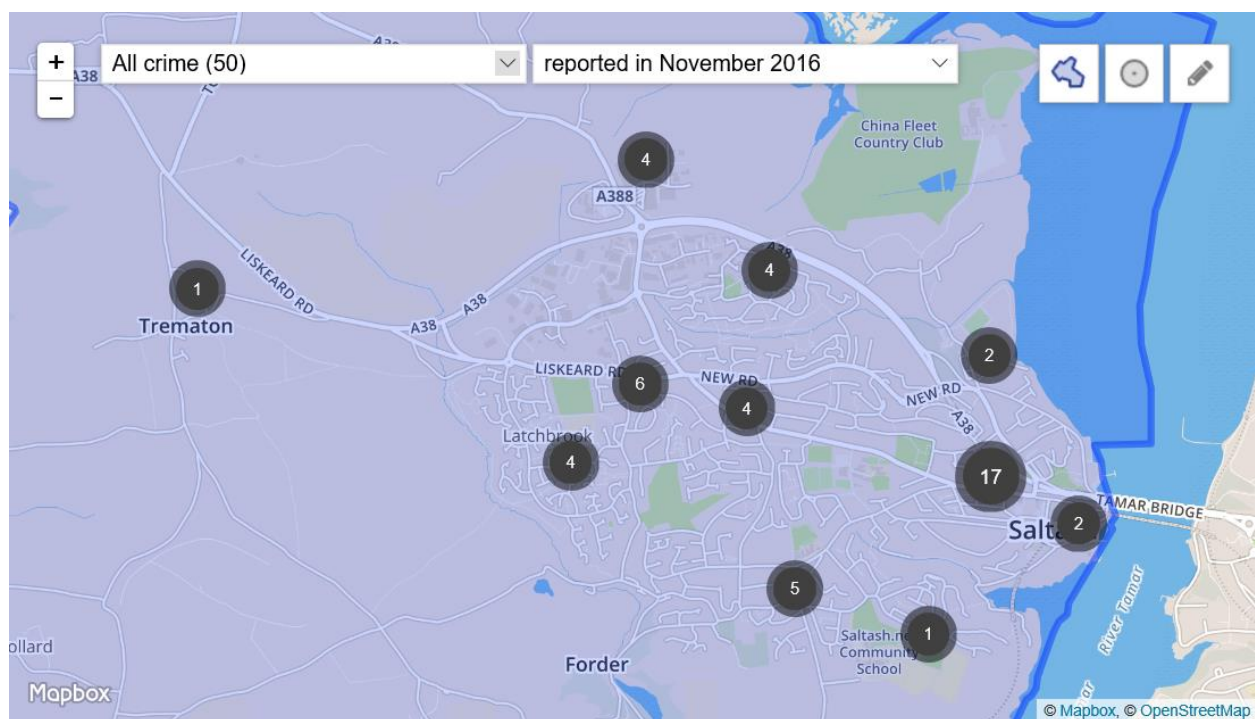 +
−
All crime (50)
reported in November 2016
A38
China Fleet
Country Club
4
A388
A38
4
LISKEARD RD
1
Trematon
A38
A38
2
LISKEARD RD
6
NEW RD
4
NEW RD
A38
Latchbrook
4
17
TAMAR BRIDGE
2
5
1
Saltash.ne
Community
School
River Tamar
ollard
Forder
Mapbox
© Mapbox, © OpenStreetMap